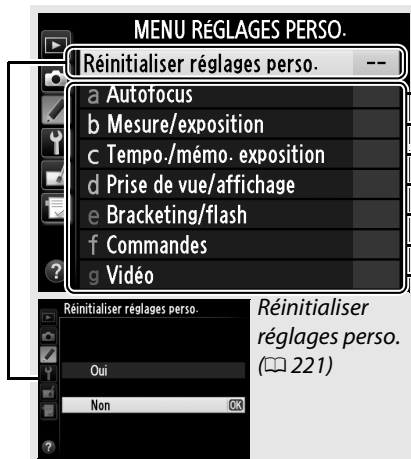 MENU RÉGLAGES PERSO.
Réinitialiser réglages perso. --
a Autofocus
b Mesure/exposition
c Tempo./mémo. exposition
d Prise de vue/affichage
e Bracketing/flash
f Commandes
g Vidéo
?
Réinitialiser réglages perso.
Oui
Non OK
?
Réinitialiser
réglages perso.
(221)